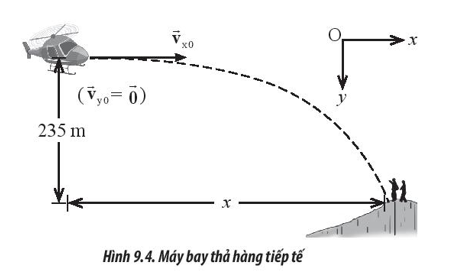 v⃗x0
O
x
(v⃗y0 = 0⃗)
y
235 m
x
Hình 9.4. Máy bay thả hàng tiếp tế